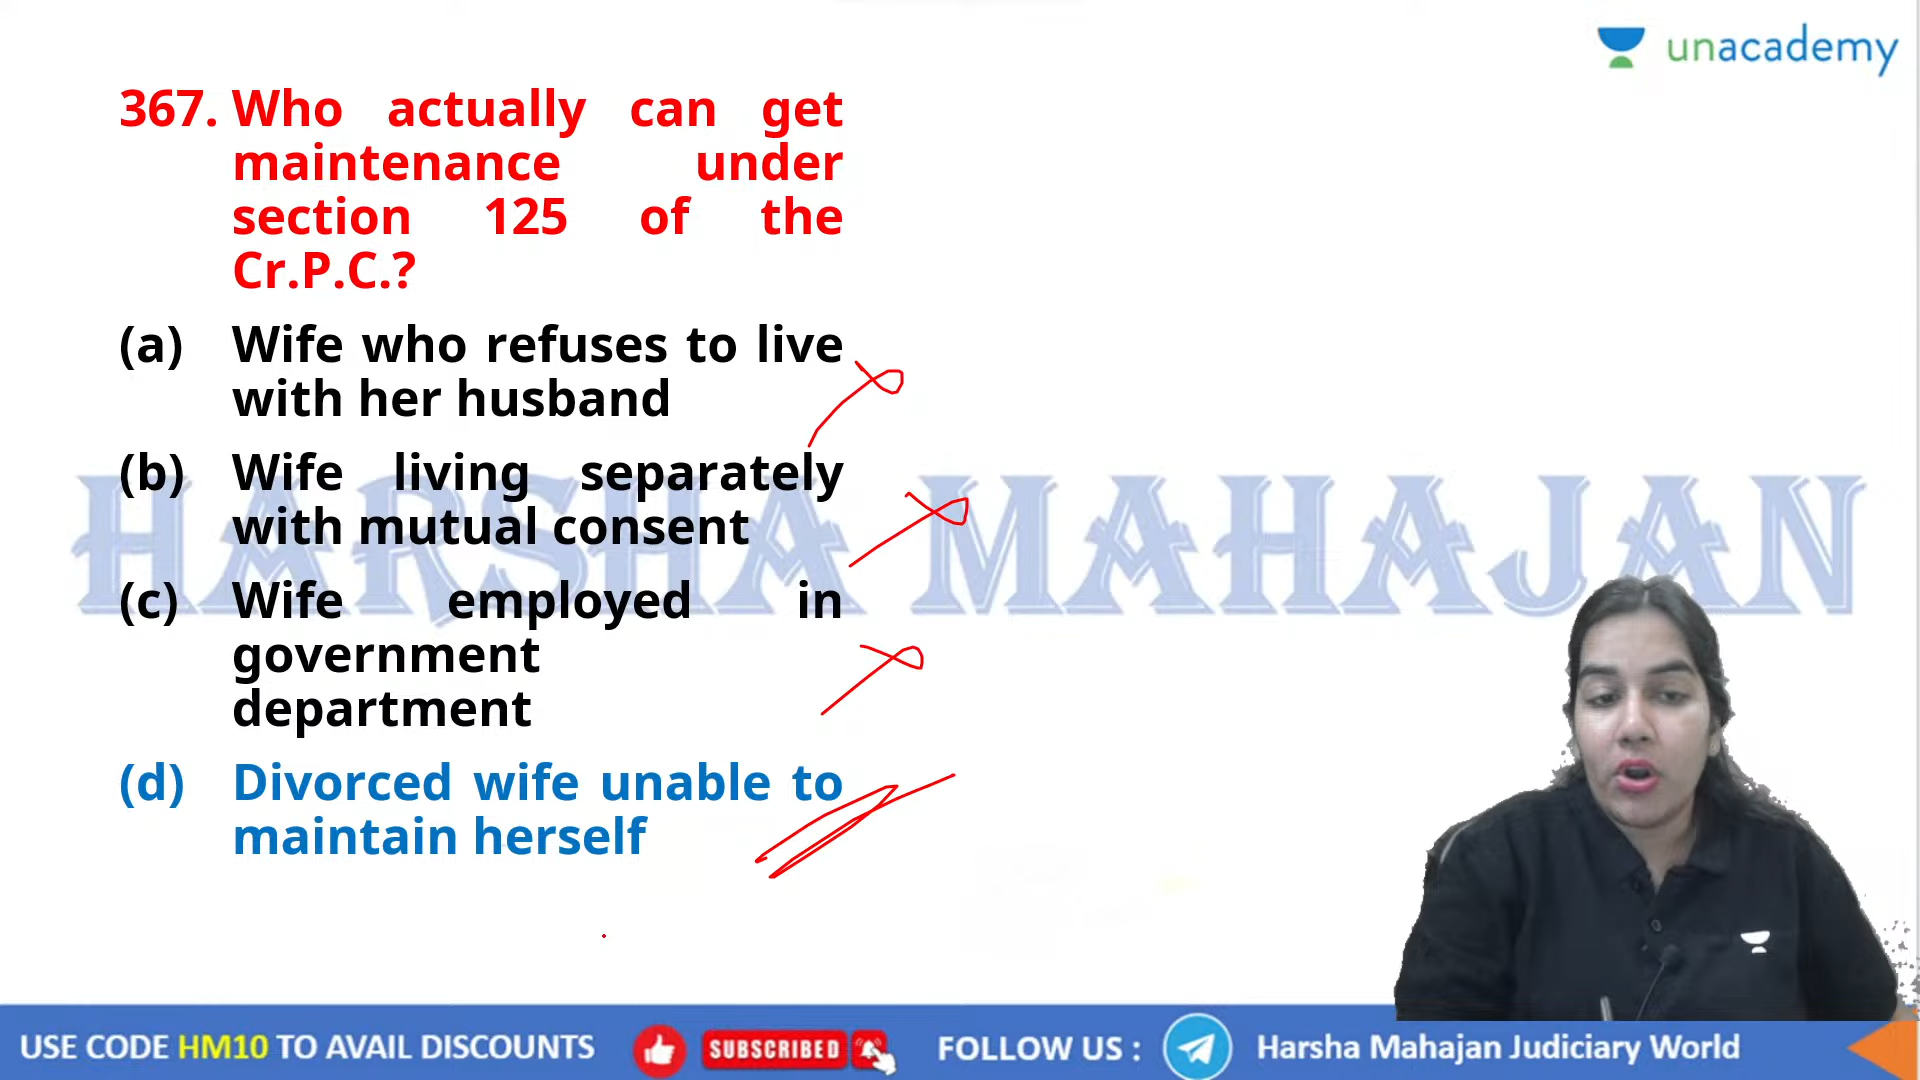 unacademy
367. Who actually can get
maintenance under
section 125 of the
Cr.P.C.?
(a) Wife who refuses to live
with her husband
(b) Wife living separately
with mutual consent
(c) Wife employed in
government
department
(d) Divorced wife unable to
maintain herself
HARSHA MAHAJAN
USE CODE HM10 TO AVAIL DISCOUNTS
SUBSCRIBED
FOLLOW US :
Harsha Mahajan Judiciary World